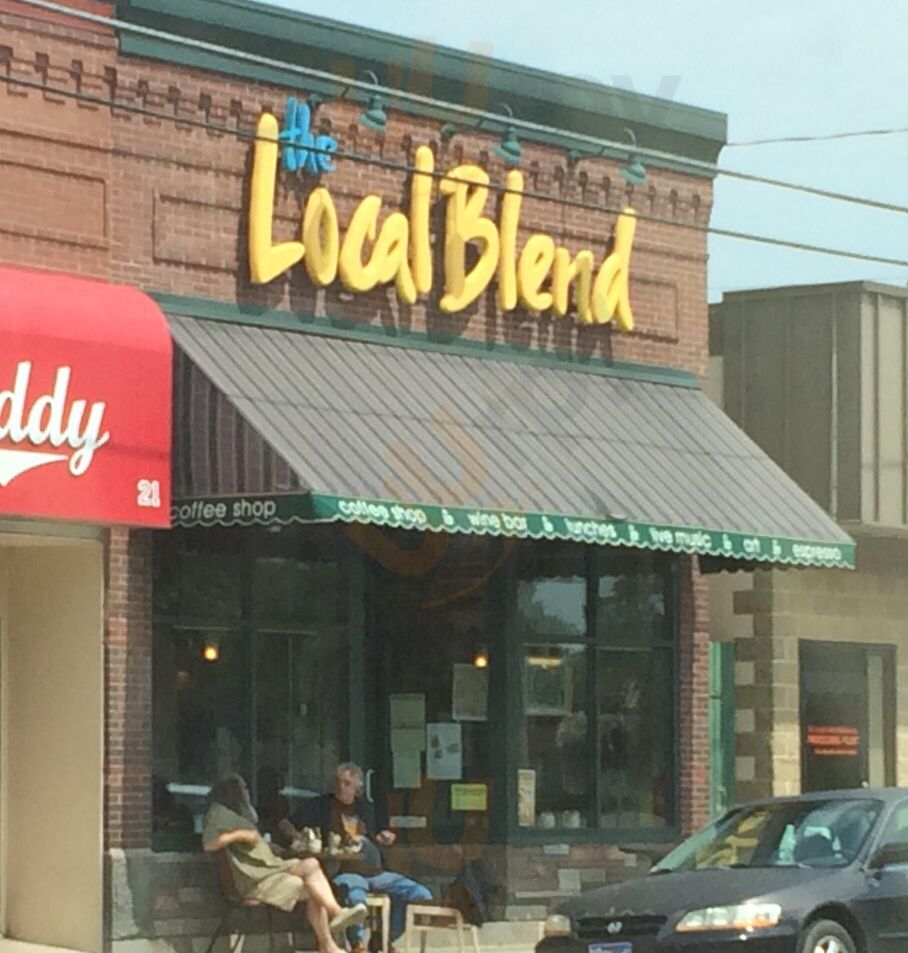 the
Local Blend
ddy
21
coffee shop
coffee shop & wine bar & lunches & live music & art & espresso